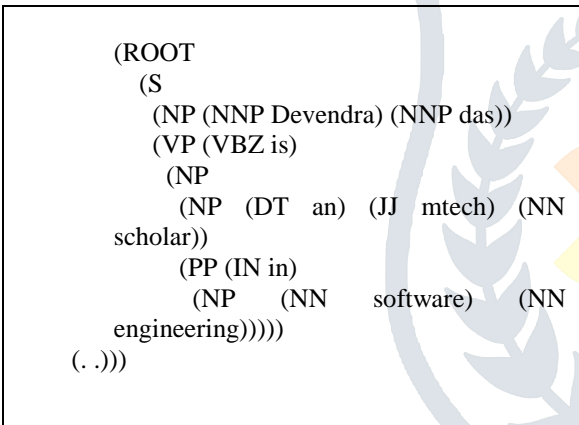 (ROOT
(S
(NP (NNP Devendra) (NNP das))
(VP (VBZ is)
(NP
(NP (DT an) (JJ mtech) (NN
scholar))
(PP (IN in)
(NP (NN software) (NN
engineering)))))
(. .)))